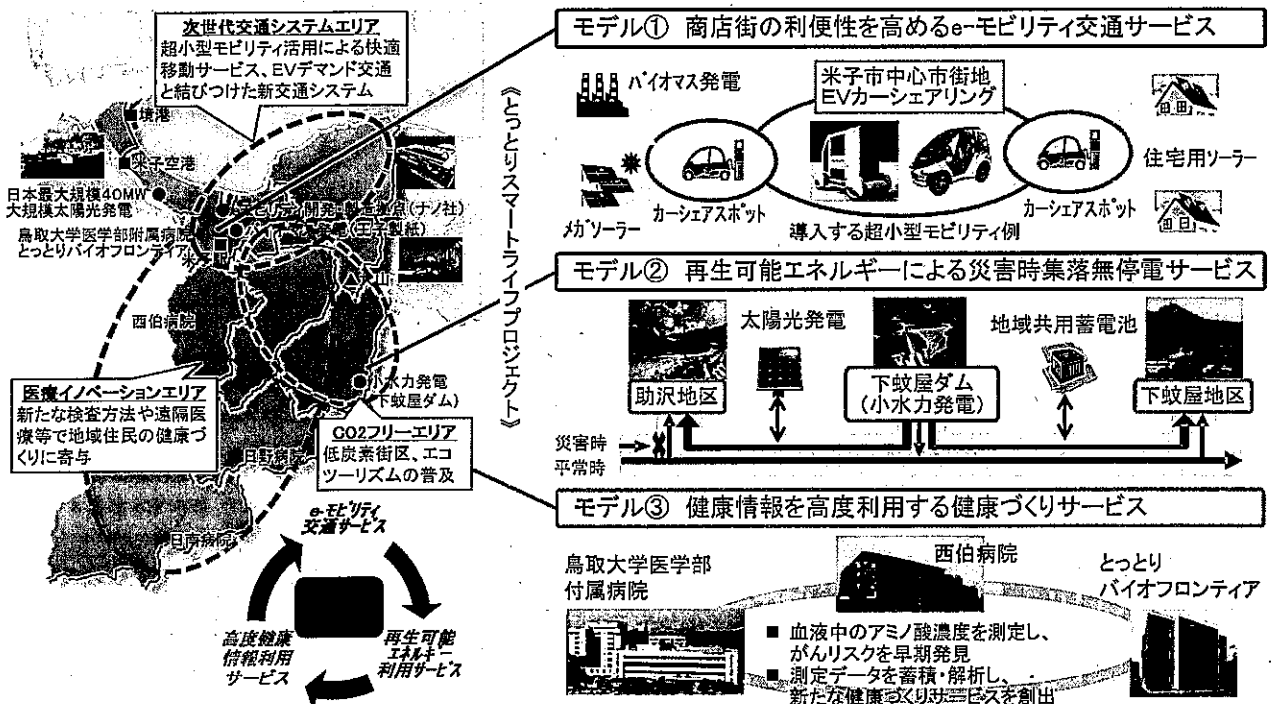 次世代交通システムエリア
超小型モビリティ活用による快適
移動サービス、EVデマンド交通
と結びつけた新交通システム
境港
米子空港
日本最大規模40MW
大規模太陽光発電
鳥取大学医学部附属病院
とっとりバイオフロンティア
(ナノ社)
(王子製紙)
西伯病院
医療イノベーションエリア
新たな検査方法や遠隔医
療等で地域住民の健康づ
くりに寄与
小水力発電
下蚊屋ダム)
CO2フリーエリア
低炭素街区、エコ
ツーリズムの普及
日野病院
日南病院
e-モビリティ
交通サービス
再生可能
エネルギー
利用サービス
高度健康
情報利用
サービス
《とっとりスマートライフプロジェクト》
モデル① 商店街の利便性を高めるe-モビリティ交通サービス
バイオマス発電
米子市中心市街地
EVカーシェアリング
メガソーラー
カーシェアスポット
導入する超小型モビリティ例
カーシェアスポット
住宅用ソーラー
モデル② 再生可能エネルギーによる災害時集落無停電サービス
太陽光発電
地域共用蓄電池
助沢地区
下蚊屋ダム
(小水力発電)
下蚊屋地区
災害時
平常時
モデル③ 健康情報を高度利用する健康づくりサービス
鳥取大学医学部
付属病院
西伯病院
とっとり
バイオフロンティア
■ 血液中のアミノ酸濃度を測定し、
がんリスクを早期発見
■ 測定データを蓄積・解析し、
新たな健康づくりサービスを創出